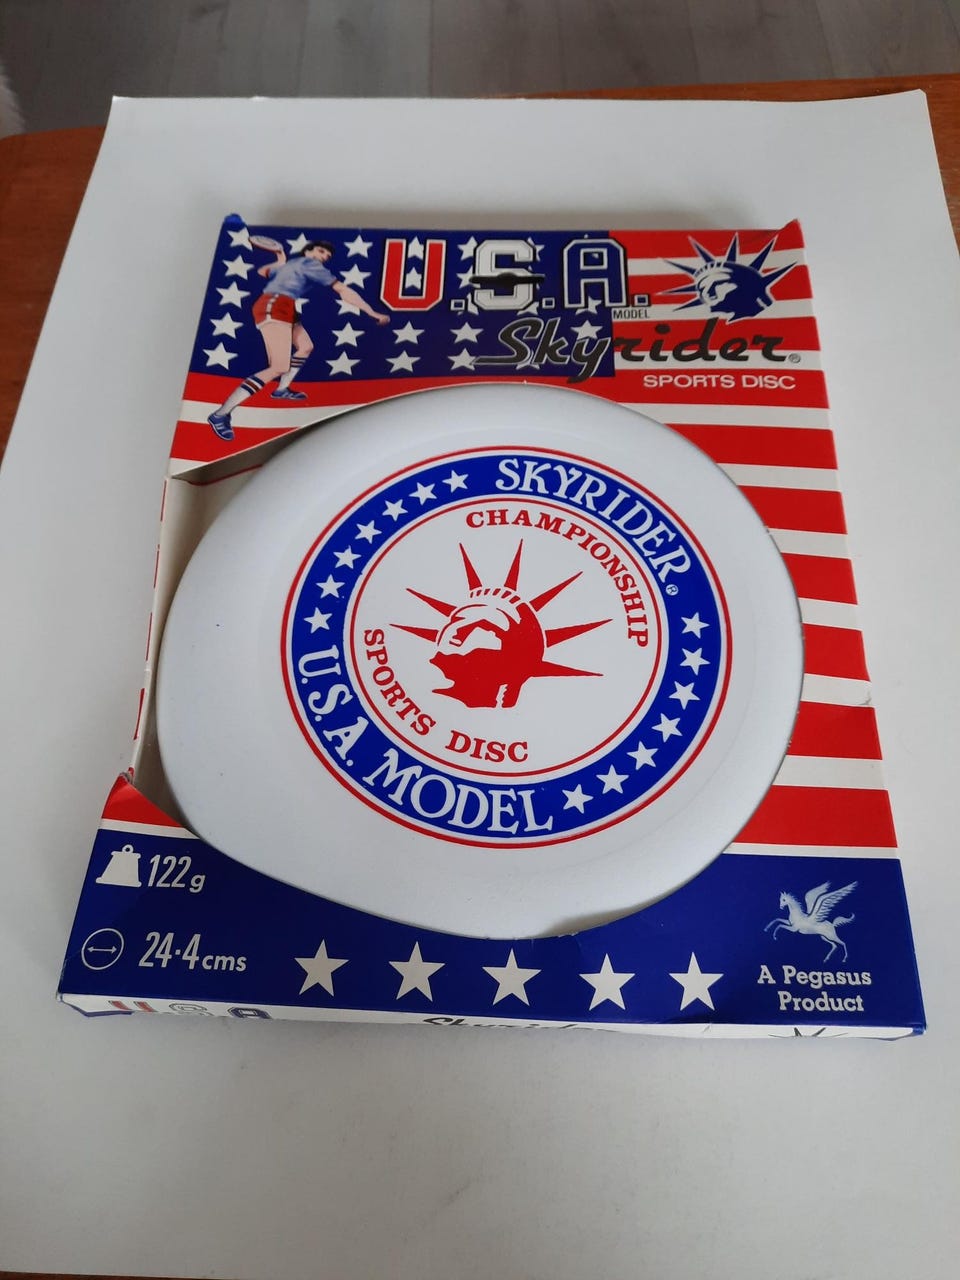 U.S.A.
MODEL
Skyrider®
SPORTS DISC
SKYRIDER®
CHAMPIONSHIP
SPORTS DISC
U.S.A. MODEL
122g
24·4cms
A Pegasus
Product